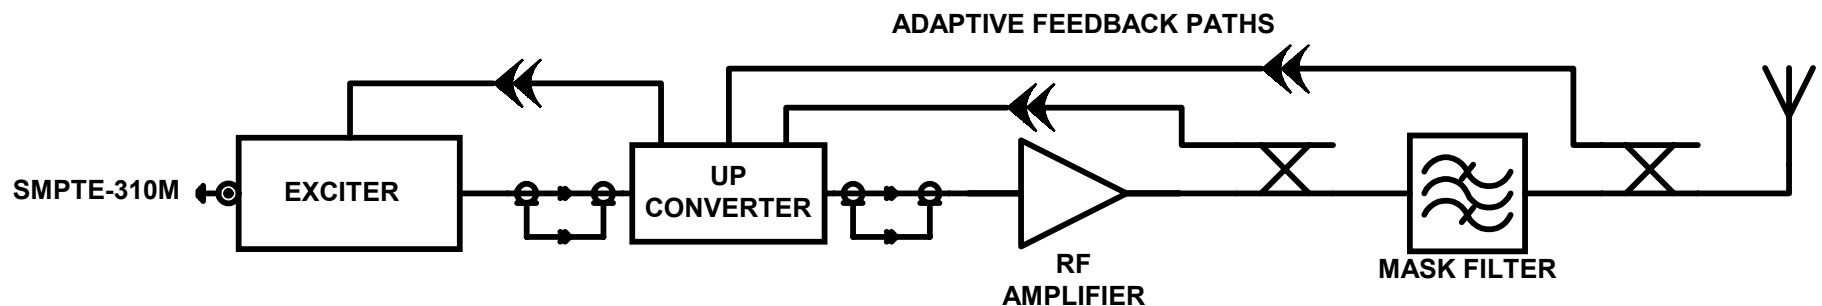 ADAPTIVE FEEDBACK PATHS
SMPTE-310M
EXCITER
UP
CONVERTER
RF
AMPLIFIER
MASK FILTER